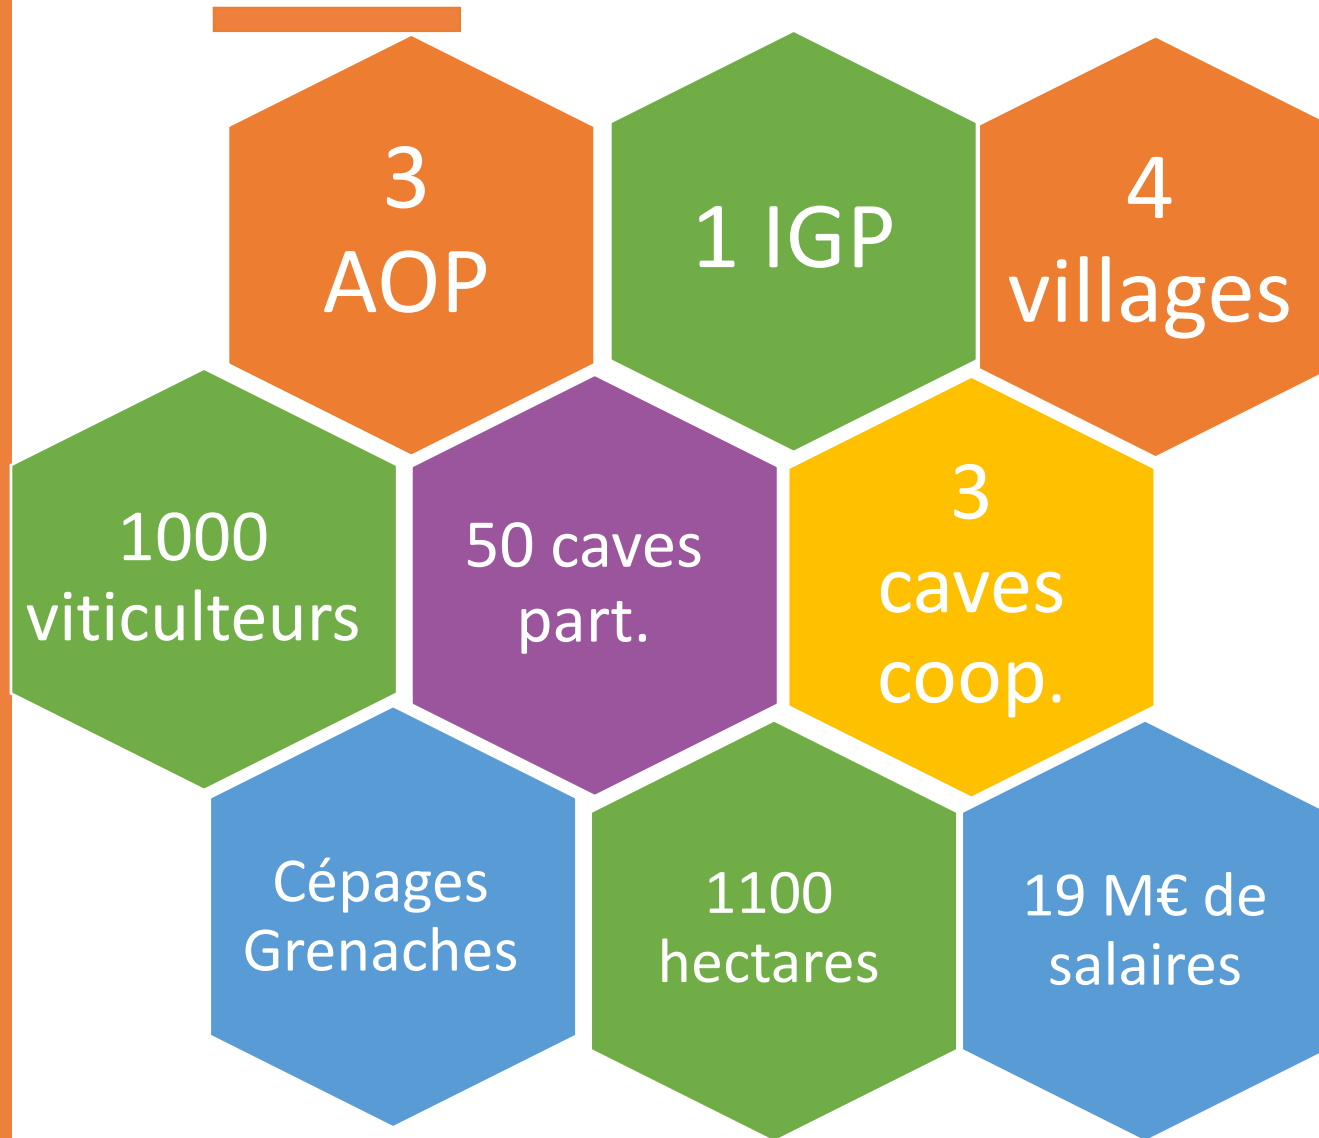 3
AOP
1 IGP
4
villages
1000
viticulteurs
50 caves
part.
3
caves
coop.
Cépages
Grenaches
1100
hectares
19 M€ de
salaires